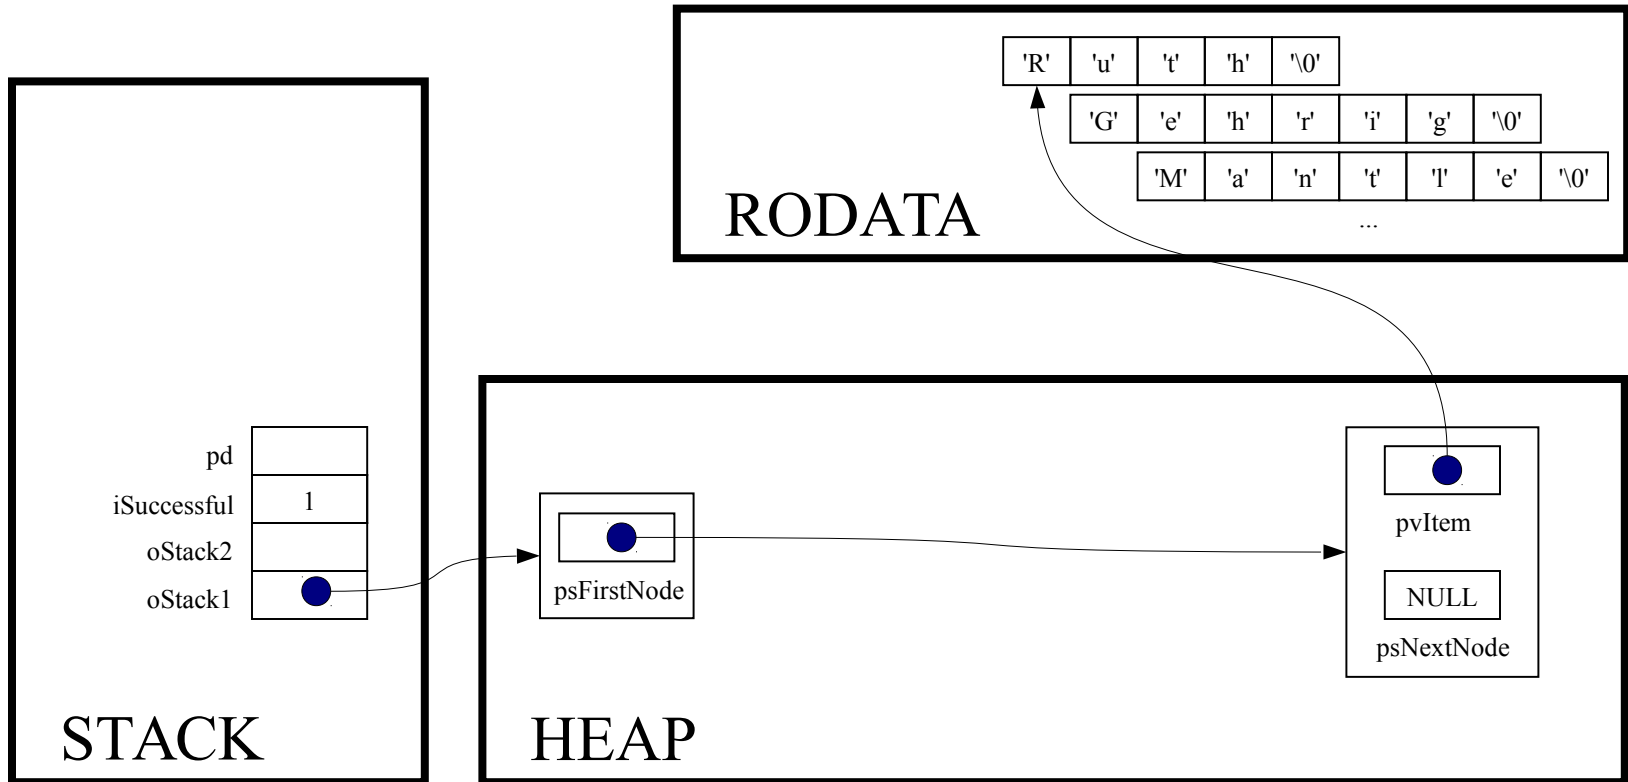 'R' 'u' 't' 'h' '\0'
'G' 'e' 'h' 'r' 'i' 'g' '\0'
'M' 'a' 'n' 't' 'l' 'e' '\0'
...
RODATA
pd
iSuccessful 1
oStack2
oStack1
STACK
psFirstNode
pvItem
NULL
psNextNode
HEAP